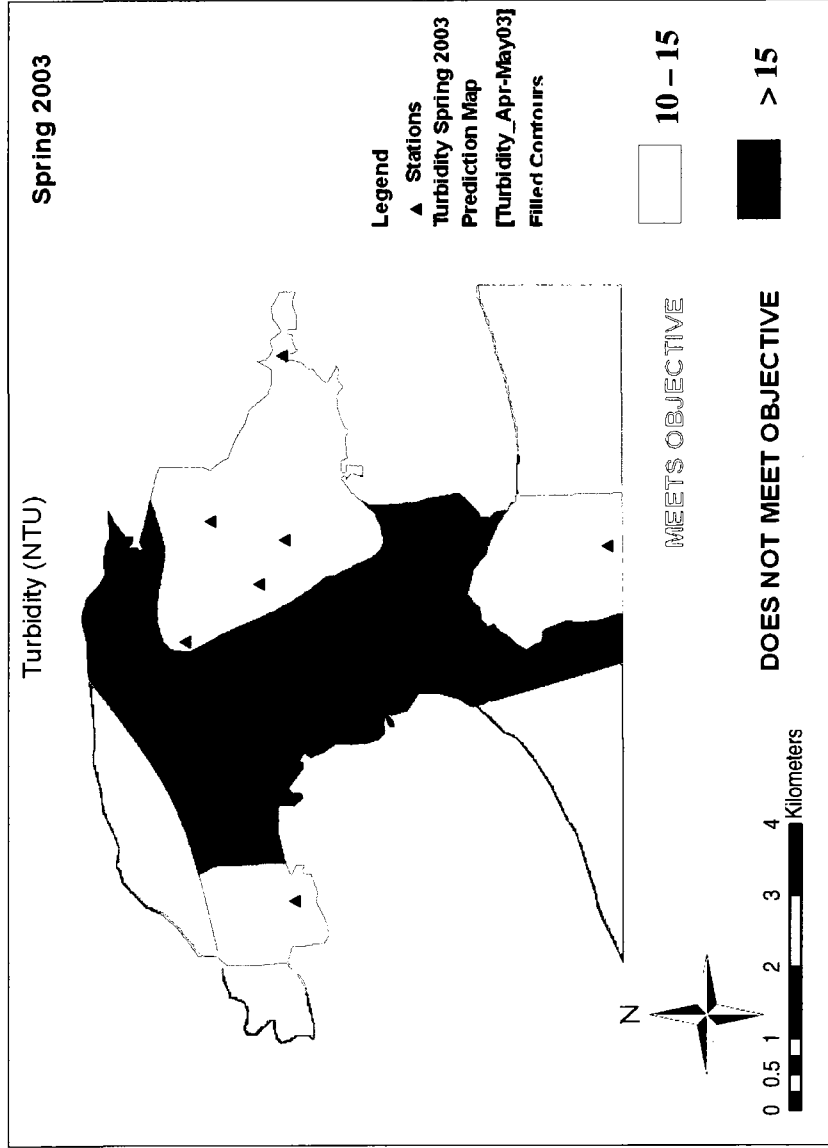 Turbidity (NTU)
Spring 2003
Legend
▲ Stations
Turbidity Spring 2003
Prediction Map
[Turbidity_Apr-May03]
Filled Contours
10 – 15
> 15
MEETS OBJECTIVE
DOES NOT MEET OBJECTIVE
N
0 0.5 1 2 3 4
Kilometers